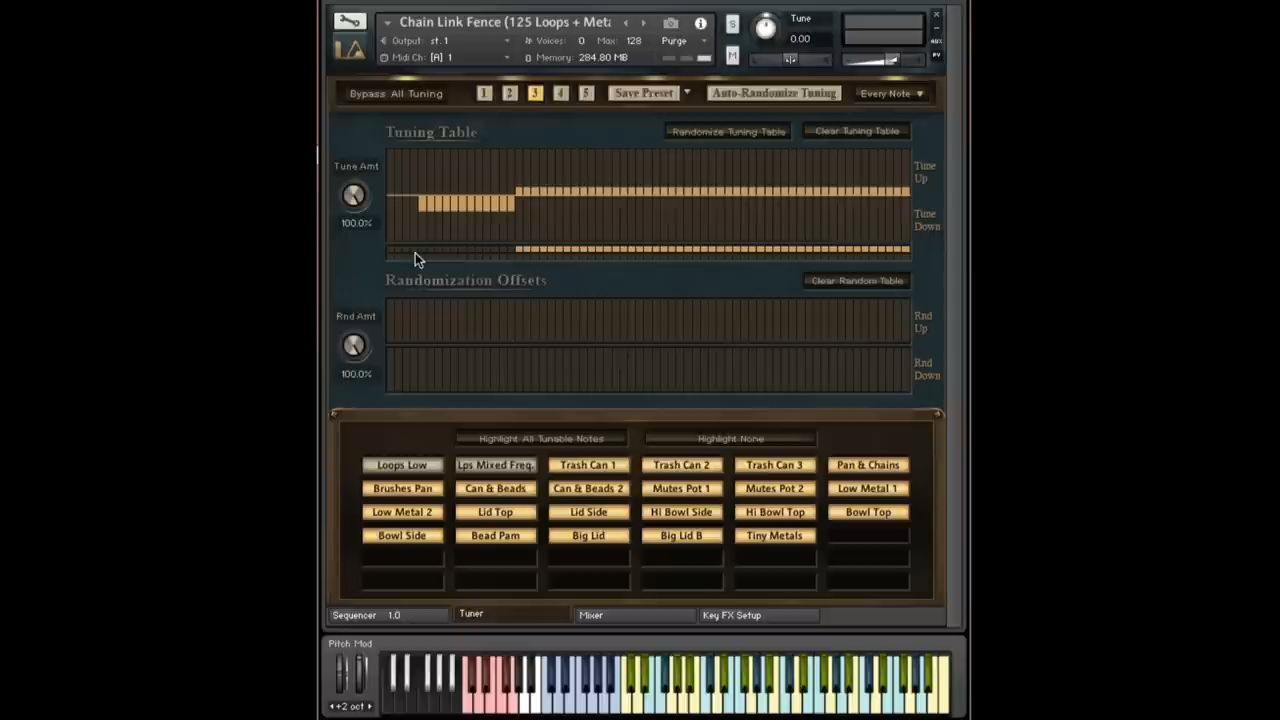 Chain Link Fence (125 Loops + Meta
Output: st.1 Voices: 0 Max: 128 Purge
Midi Ch: [A] 1 Memory: 284.80 MB
S
M
Tune
0.00
AUX
PV
LA
Bypass All Tuning 1 2 3 4 5 Save Preset Auto-Randomize Tuning Every Note
Tuning Table Randomize Tuning Table Clear Tuning Table
Tune Amt
100.0%
Tune
Up
Tune
Down
Randomization Offsets Clear Random Table
Rnd Amt
100.0%
Rnd
Up
Rnd
Down
Highlight All Tunable Notes Highlight None
Loops Low Lps Mixed Freq. Trash Can 1 Trash Can 2 Trash Can 3 Pan & Chains
Brushes Pan Can & Beads Can & Beads 2 Mutes Pot 1 Mutes Pot 2 Low Metal 1
Low Metal 2 Lid Top Lid Side Hi Bowl Side Hi Bowl Top Bowl Top
Bowl Side Bead Pam Big Lid Big Lid B Tiny Metals
Sequencer 1.0 Tuner Mixer Key FX Setup
Pitch Mod
+2 oct